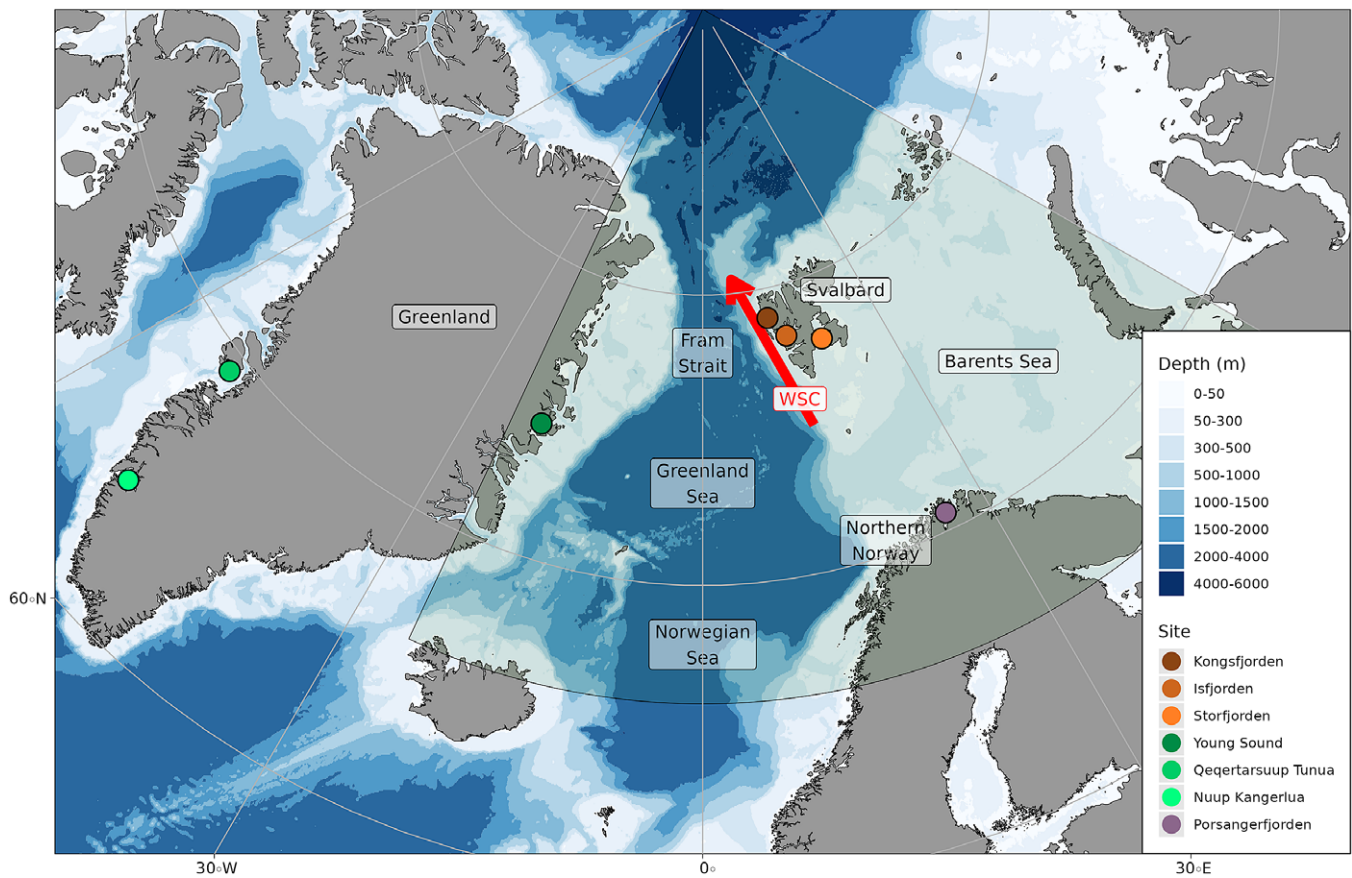 Svalbard
Greenland
Fram
Strait
Barents Sea
WSC
Greenland
Sea
Northern
Norway
Norwegian
Sea
60°N
30°W
0°
30°E
Depth (m)
0-50
50-300
300-500
500-1000
1000-1500
1500-2000
2000-4000
4000-6000
Site
Kongsfjorden
Isfjorden
Storfjorden
Young Sound
Qeqertarsuup Tunua
Nuup Kangerlua
Porsangerfjorden